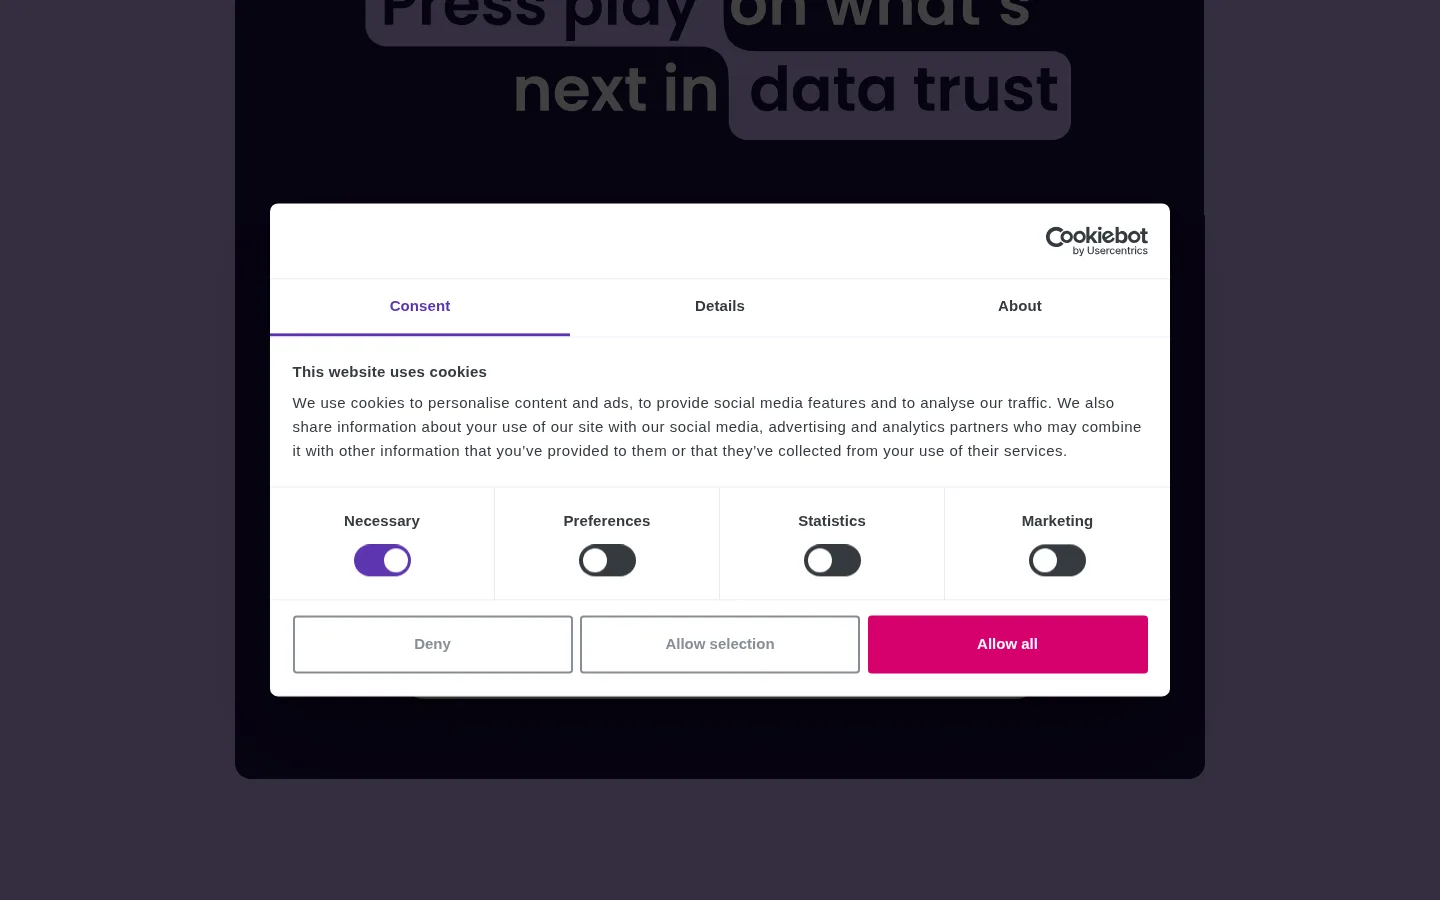 Press play on what's
next in data trust
Cookiebot
by Usercentrics
Consent Details About
This website uses cookies
We use cookies to personalise content and ads, to provide social media features and to analyse our traffic. We also
share information about your use of our site with our social media, advertising and analytics partners who may combine
it with other information that you’ve provided to them or that they’ve collected from your use of their services.
Necessary Preferences Statistics Marketing
Deny Allow selection Allow all